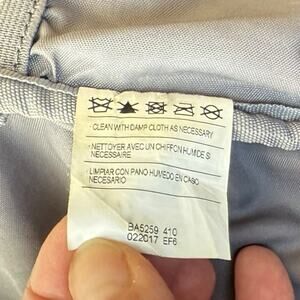 · CLEAN WITH DAMP CLOTH AS NECESSARY
· NETTOYER AVEC UN CHIFFON HUMIDE SI
NECESSAIRE
· LIMPIAR CON PANO HUMEDO EN CASO
NECESARIO
BA5259 410
022017 EF6